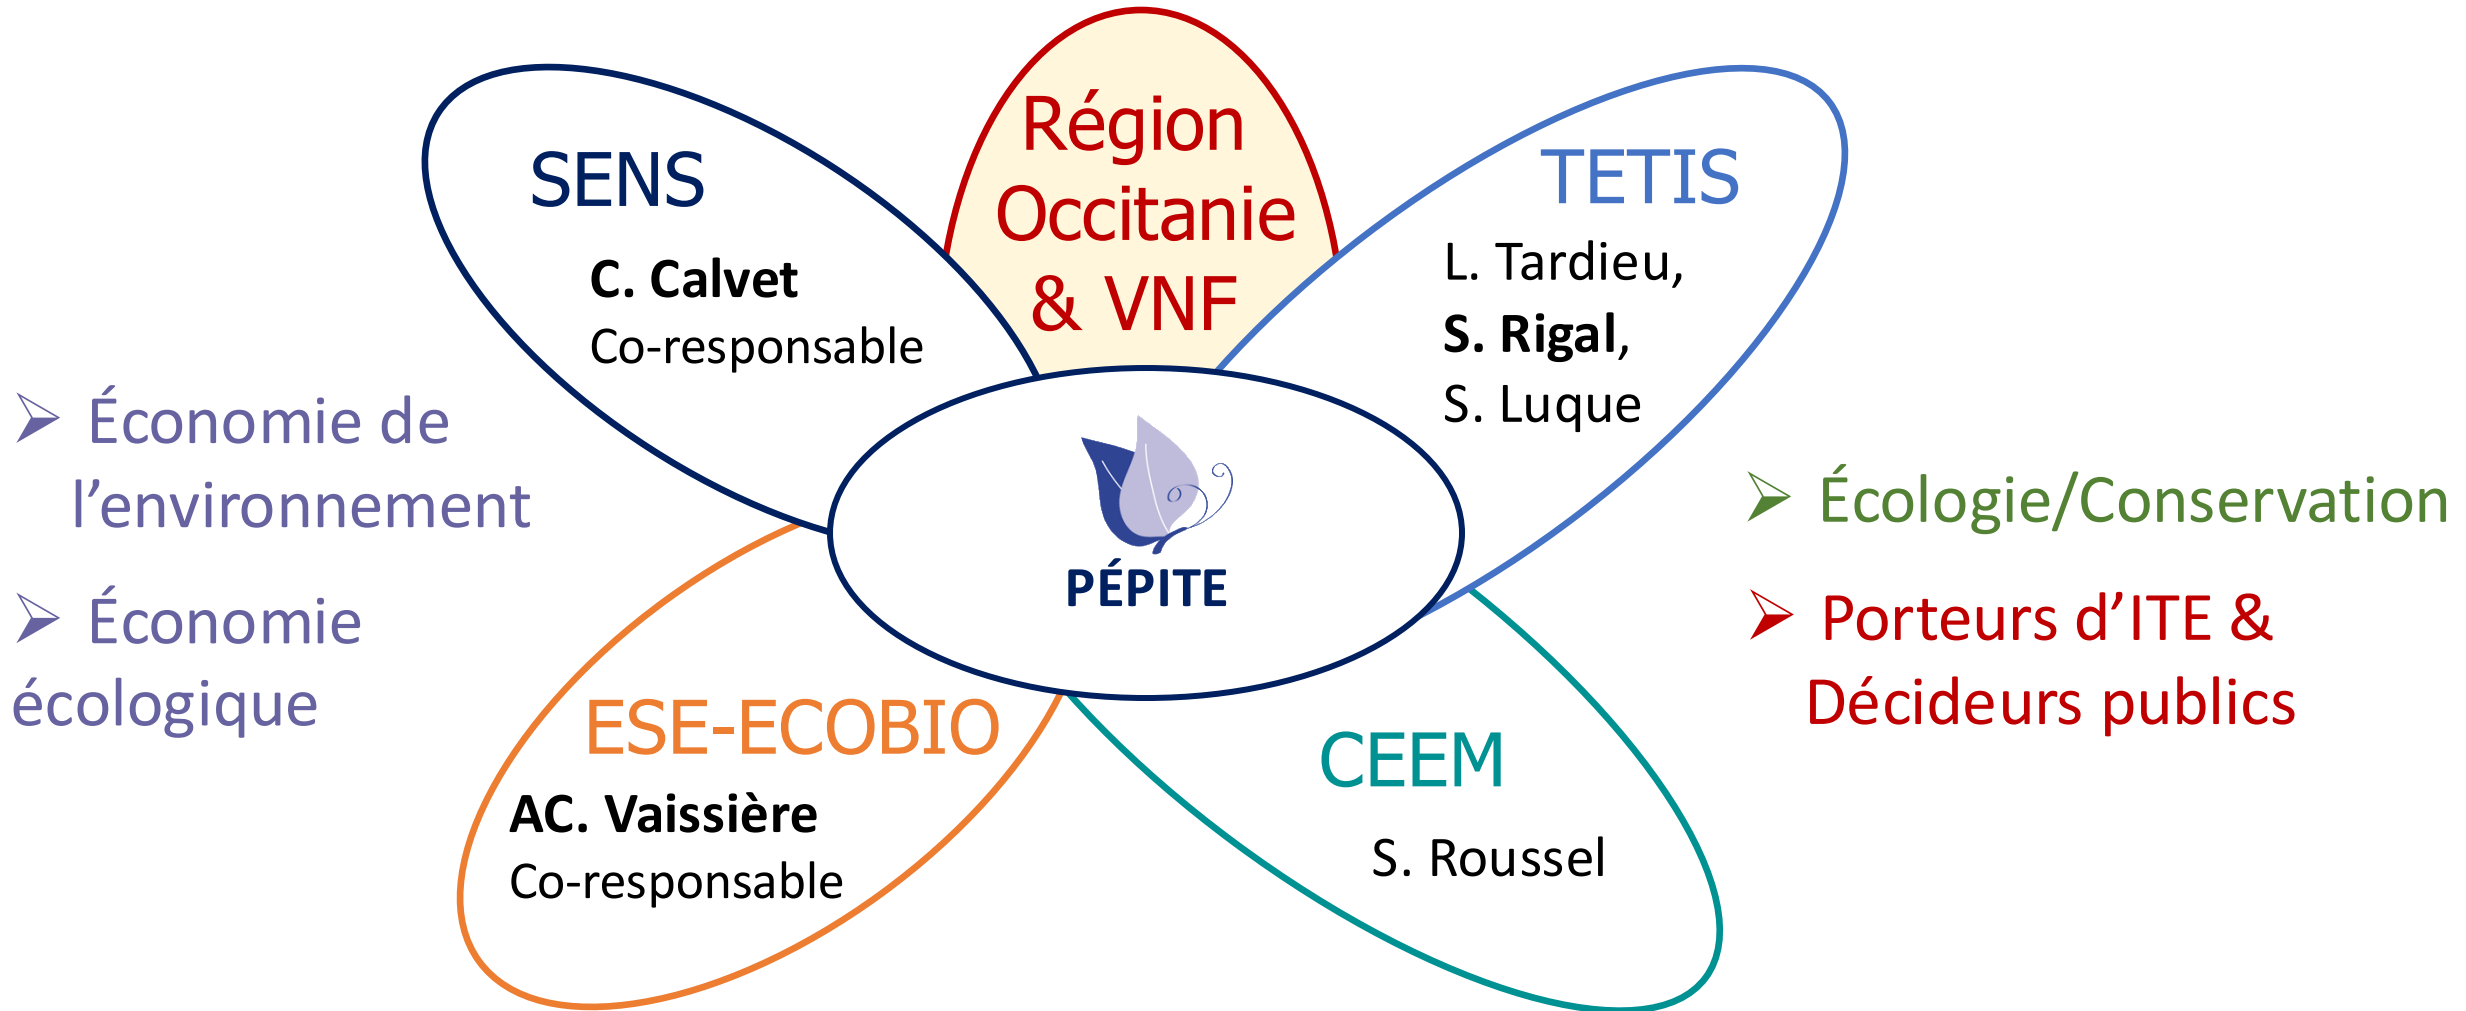 Région
Occitanie
& VNF
SENS
C. Calvet
Co-responsable
TETIS
L. Tardieu,
S. Rigal,
S. Luque
➢ Économie de
l’environnement
➢ Économie
écologique
PÉPITE
➢ Écologie/Conservation
➢ Porteurs d’ITE &
Décideurs publics
ESE-ECOBIO
AC. Vaissière
Co-responsable
CEEM
S. Roussel